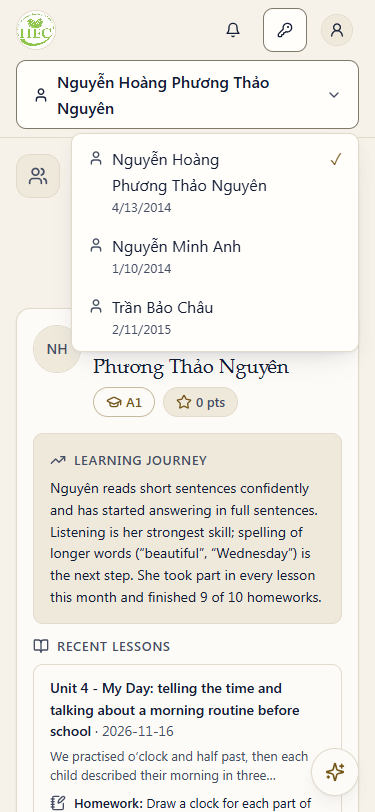 HEC
Nguyễn Hoàng Phương Thảo
Nguyên
Nguyễn Hoàng
Phương Thảo Nguyên
4/13/2014
Nguyễn Minh Anh
1/10/2014
Trần Bảo Châu
2/11/2015
NH
Phương Thảo Nguyên
A1
0 pts
LEARNING JOURNEY
Nguyên reads short sentences confidently
and has started answering in full sentences.
Listening is her strongest skill; spelling of
longer words (“beautiful”, “Wednesday”) is
the next step. She took part in every lesson
this month and finished 9 of 10 homeworks.
RECENT LESSONS
Unit 4 - My Day: telling the time and
talking about a morning routine before
school · 2026-11-16
We practised o’clock and half past, then each
child described their morning in three...
Homework: Draw a clock for each part of